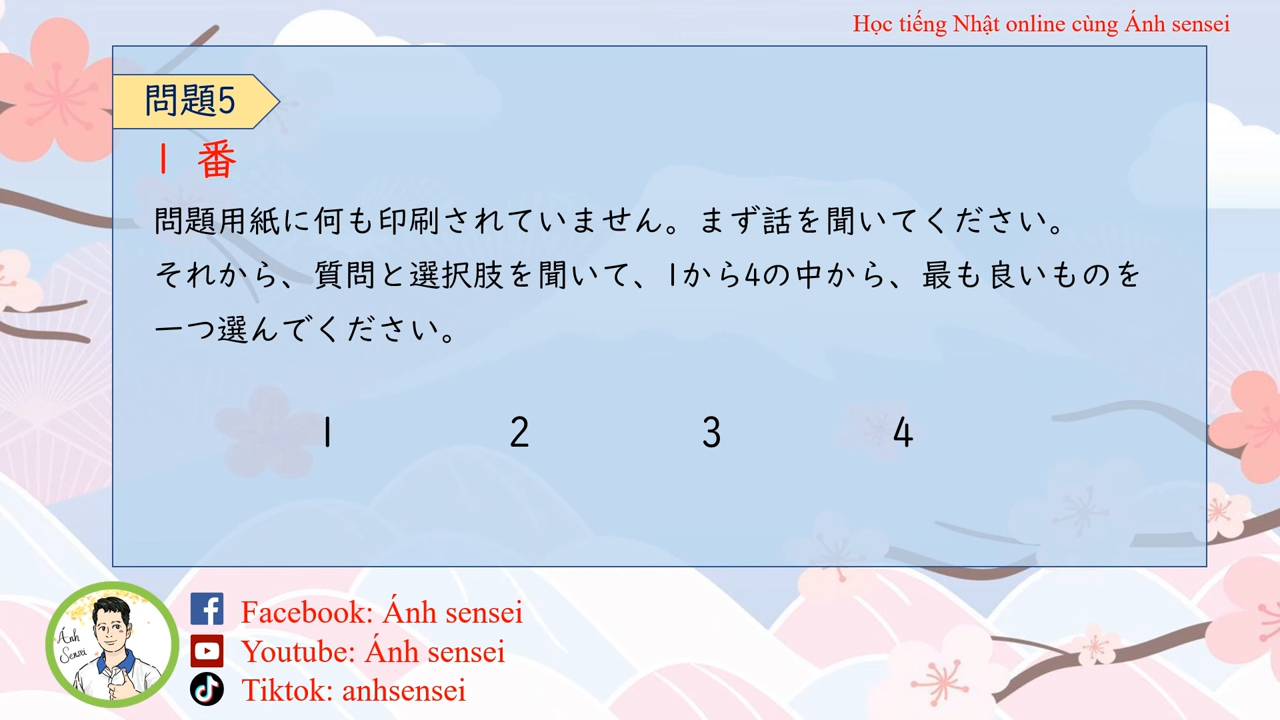 Học tiếng Nhật online cùng Ánh sensei
問題5
1 番
問題用紙に何も印刷されていません。まず話を聞いてください。
それから、質問と選択肢を聞いて、1から4の中から、最も良いものを
一つ選んでください。
1 2 3 4
Ánh
Sensei
Facebook: Ánh sensei
Youtube: Ánh sensei
Tiktok: anhsensei